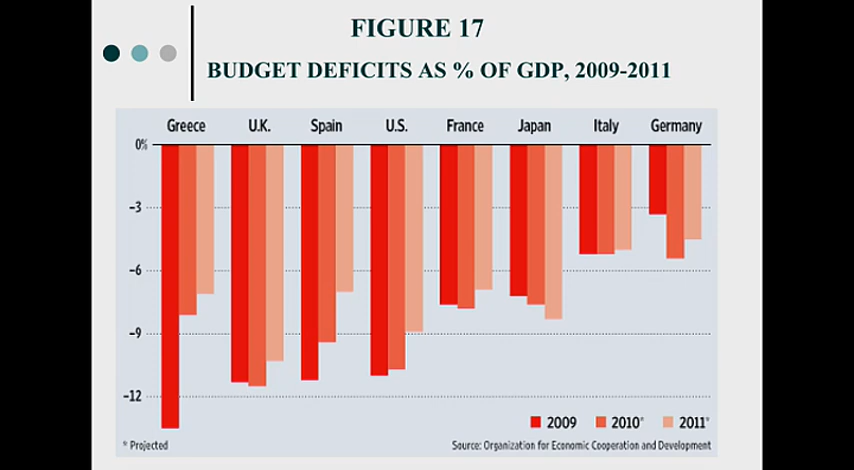 FIGURE 17
BUDGET DEFICITS AS % OF GDP, 2009-2011
Greece U.K. Spain U.S. France Japan Italy Germany
0%
–3
–6
–9
–12
2009 2010* 2011*
* Projected
Source: Organization for Economic Cooperation and Development